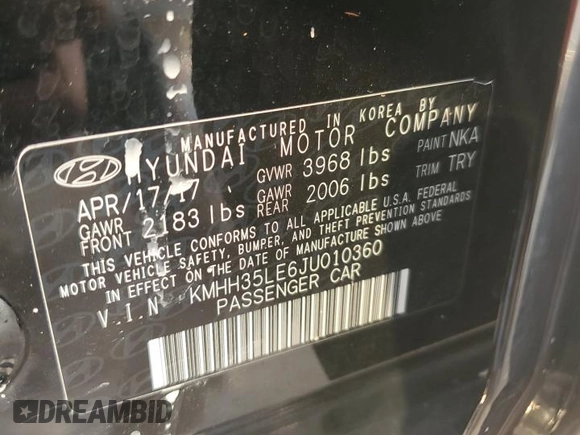 MANUFACTURED IN KOREA BY
HYUNDAI MOTOR COMPANY
APR/17/17 GVWR 3968 lbs PAINT NKA
GAWR FRONT 2183 lbs GAWR REAR 2006 lbs TRIM TRY
THIS VEHICLE CONFORMS TO ALL APPLICABLE U.S.A. FEDERAL
MOTOR VEHICLE SAFETY, BUMPER, AND THEFT PREVENTION STANDARDS
IN EFFECT ON THE DATE OF MANUFACTURE SHOWN ABOVE
V.I.N KMHH35LE6JU010360
PASSENGER CAR
DREAMBID